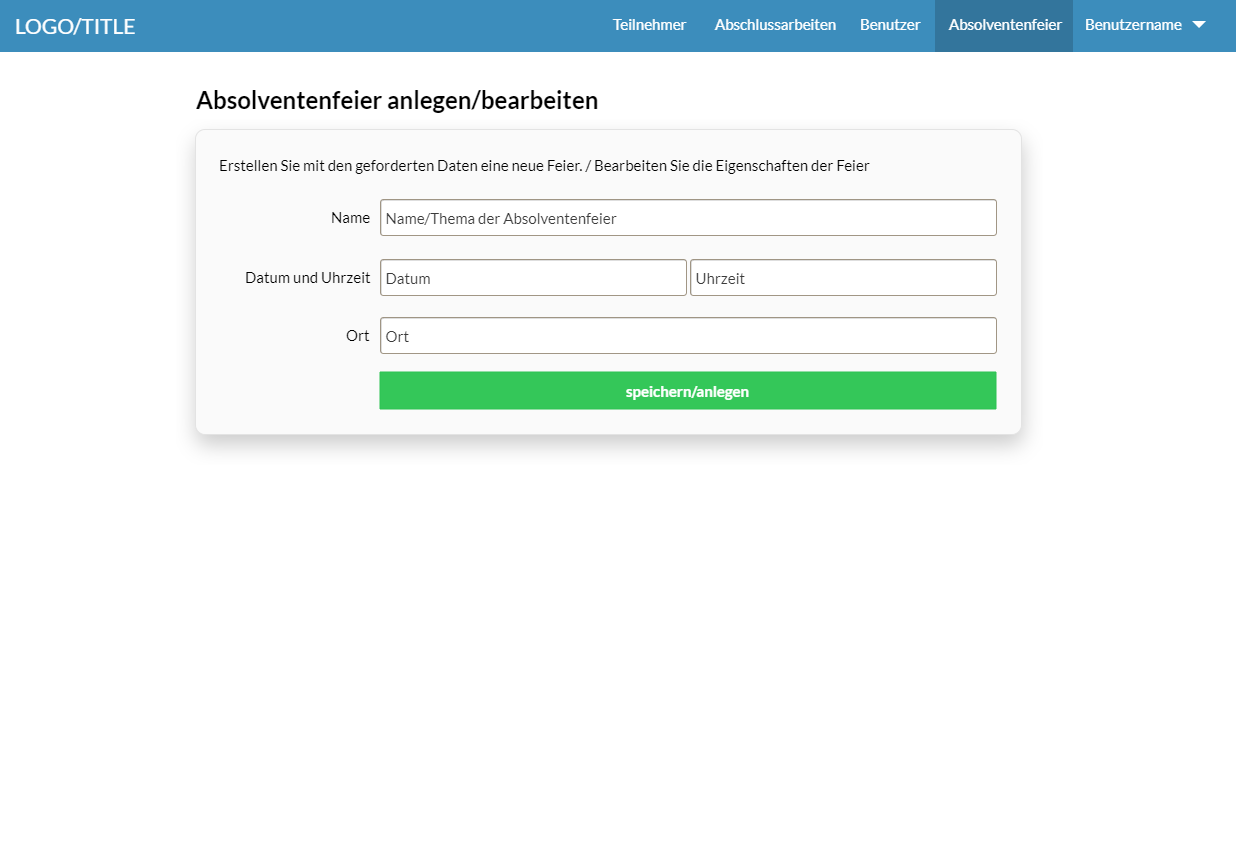 LOGO/TITLE Teilnehmer Abschlussarbeiten Benutzer Absolventenfeier Benutzername
Absolventenfeier anlegen/bearbeiten
Erstellen Sie mit den geforderten Daten eine neue Feier. / Bearbeiten Sie die Eigenschaften der Feier
Name Name/Thema der Absolventenfeier
Datum und Uhrzeit Datum Uhrzeit
Ort Ort
speichern/anlegen